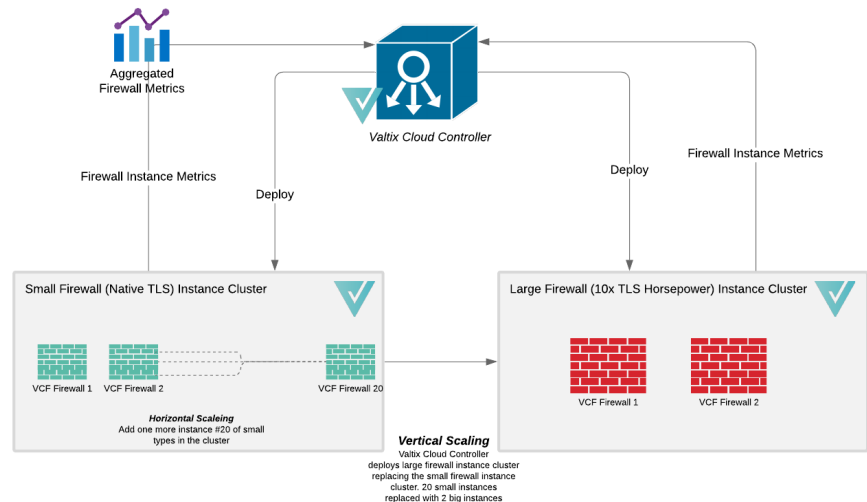 Aggregated
Firewall Metrics
Valtix Cloud Controller
Firewall Instance Metrics
Deploy
Deploy
Firewall Instance Metrics
Small Firewall (Native TLS) Instance Cluster
VCF Firewall 1
VCF Firewall 2
VCF Firewall 20
Horizontal Scaleing
Add one more instance #20 of small
types in the cluster
Large Firewall (10x TLS Horsepower) Instance Cluster
VCF Firewall 1
VCF Firewall 2
Vertical Scaling
Valtix Cloud Controller
deploys large firewall instance cluster
replacing the small firewall instance
cluster. 20 small instances
replaced with 2 big instances